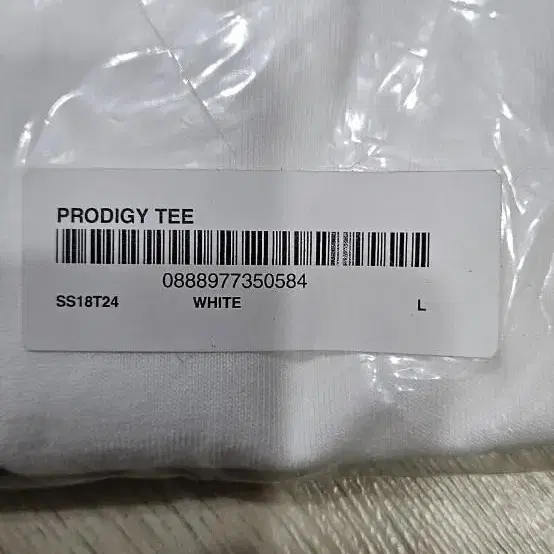 PRODIGY TEE
0888977350584
SS18T24 WHITE L